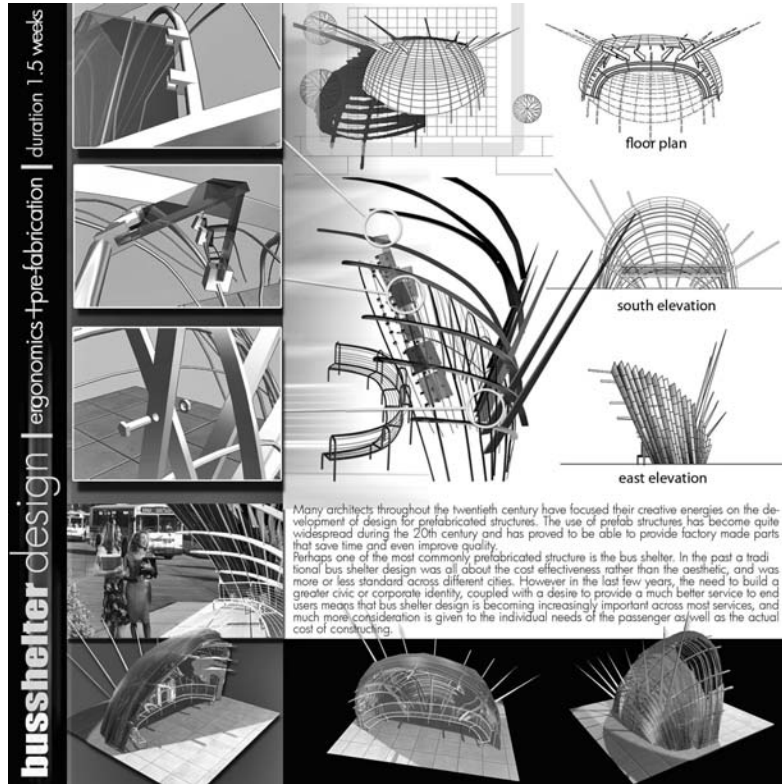 busshelter design | ergonomics +pre-fabrication | duration 1.5 weeks
floor plan
south elevation
east elevation
Many architects throughout the twentieth century have focused their creative energies on the de-
velopment of design for prefabricated structures. The use of prefab structures has become quite
widespread during the 20th century and has proved to be able to provide factory made parts
that save time and even improve quality.
Perhaps one of the most commonly prefabricated structure is the bus shelter. In the past a tradi
tional bus shelter design was all about the cost effectiveness rather than the aesthetic, and was
more or less standard across different cities. However in the last few years, the need to build a
greater civic or corporate identity, coupled with a desire to provide a much better service to end
users means that bus shelter design is becoming increasingly important across most services, and
much more consideration is given to the individual needs of the passenger as well as the actual
cost of constructing.